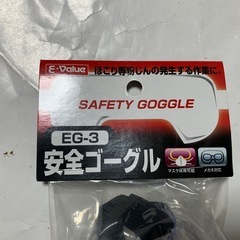 E-Value
ほこり等粉じんの発生する作業に
SAFETY GOGGLE
EG-3
安全ゴーグル
マスク併用可能
メガネ対応